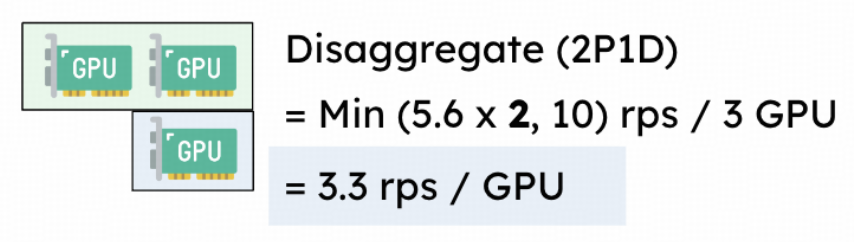 GPU GPU
GPU
Disaggregate (2P1D)
= Min (5.6 x 2, 10) rps / 3 GPU
= 3.3 rps / GPU